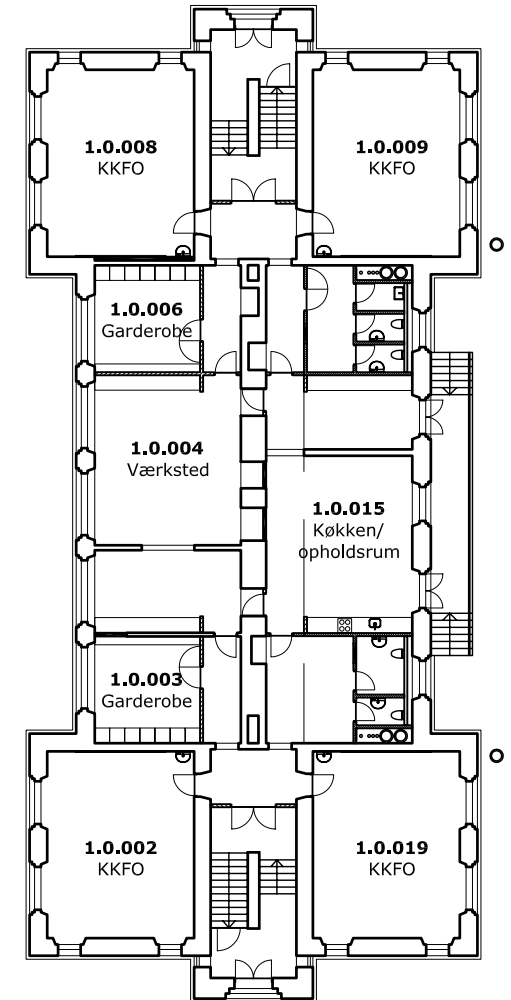 1.0.008
KKFO
1.0.009
KKFO
1.0.006
Garderobe
1.0.004
Værksted
1.0.015
Køkken/
opholdsrum
1.0.003
Garderobe
1.0.002
KKFO
1.0.019
KKFO